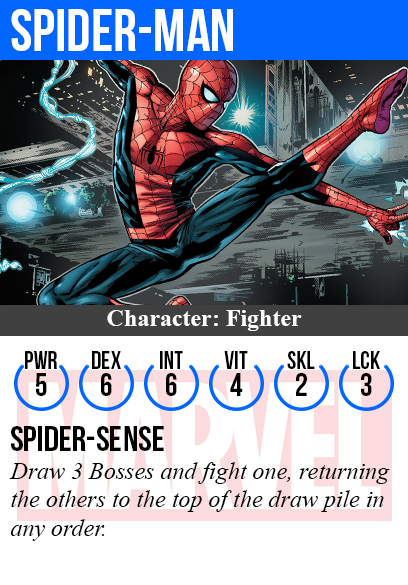 SPIDER-MAN
Character: Fighter
PWR DEX INT VIT SKL LCK
5 6 6 4 2 3
MARVEL
SPIDER-SENSE
Draw 3 Bosses and fight one, returning
the others to the top of the draw pile in
any order.